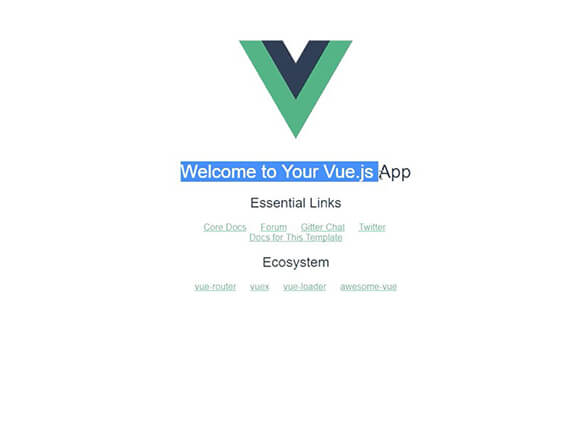 Welcome to Your Vue.js App
Essential Links
Core Docs Forum Gitter Chat Twitter
Docs for This Template
Ecosystem
vue-router vuex vue-loader awesome-vue